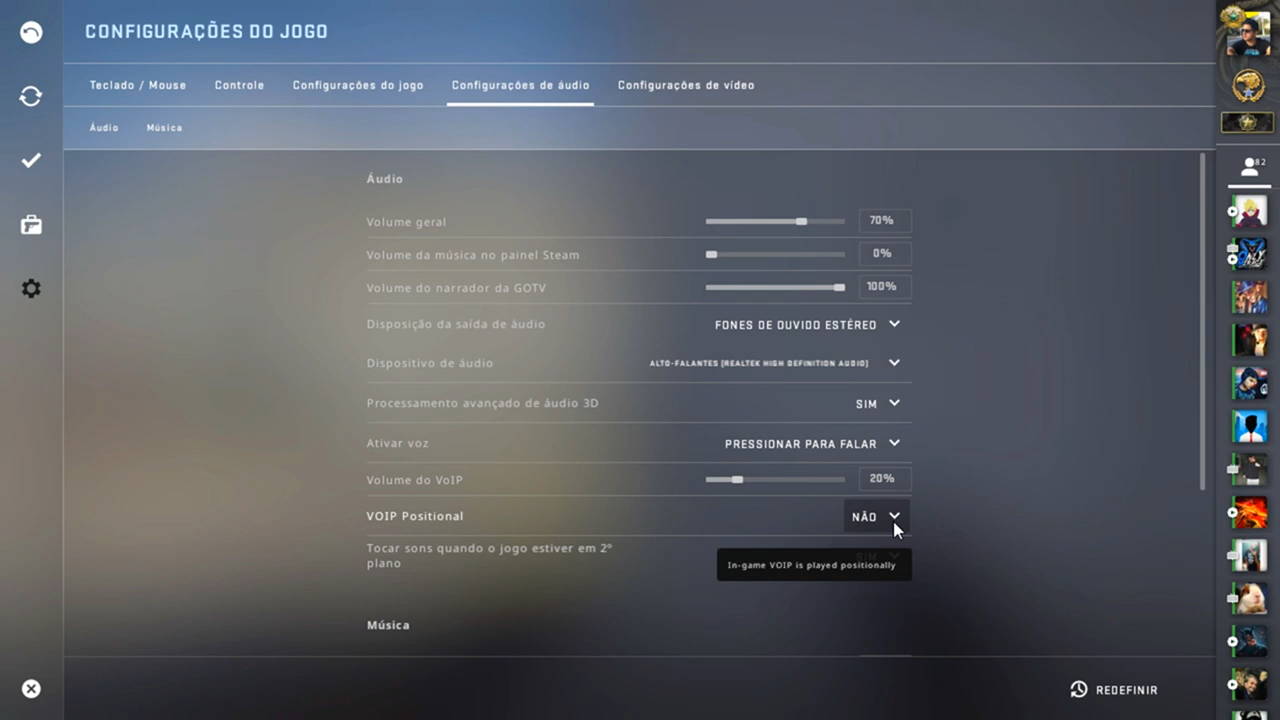 CONFIGURAÇÕES DO JOGO
Teclado / Mouse
Controle
Configurações do jogo
Configurações de áudio
Configurações de vídeo
Áudio
Música
82
Áudio
Volume geral
70%
Volume da música no painel Steam
0%
Volume do narrador da GOTV
100%
Disposição da saída de áudio
FONES DE OUVIDO ESTÉREO
Dispositivo de áudio
ALTO-FALANTES [REALTEK HIGH DEFINITION AUDIO]
Processamento avançado de áudio 3D
SIM
Ativar voz
PRESSIONAR PARA FALAR
Volume do VoIP
20%
VOIP Positional
NÃO
Tocar sons quando o jogo estiver em 2º
plano
SIM
In-game VOIP is played positionally
Música
REDEFINIR